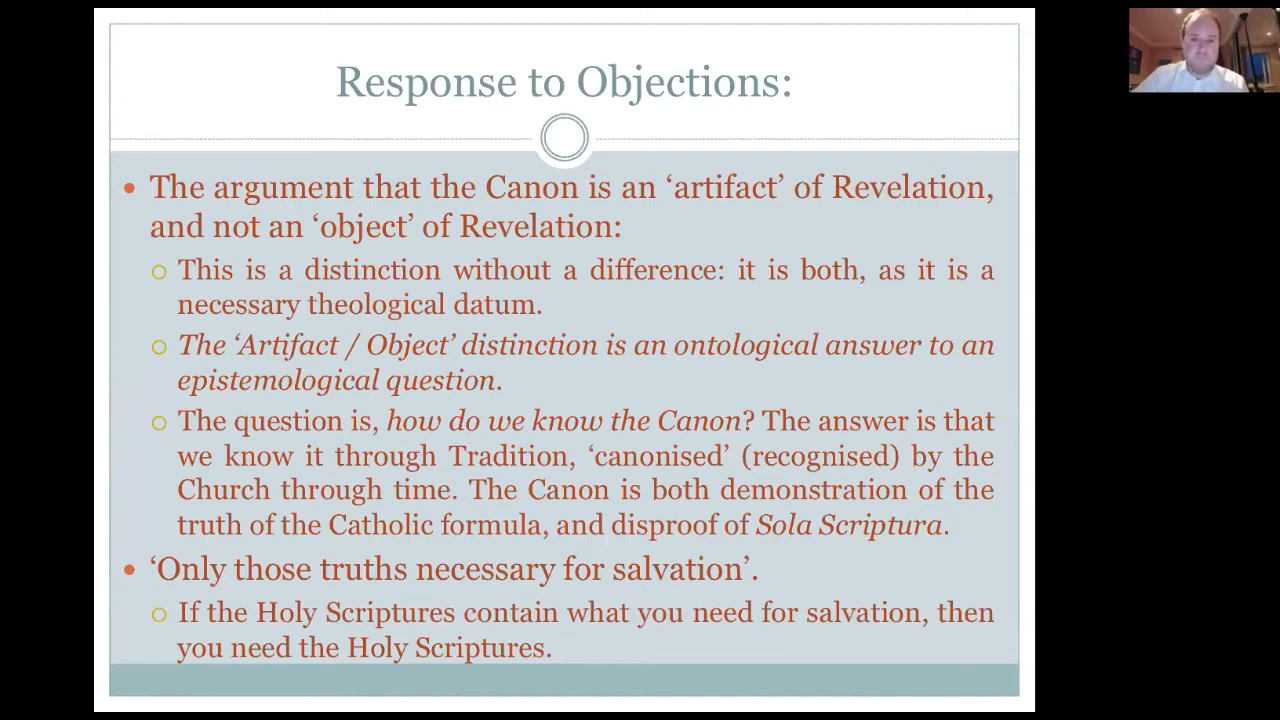 Response to Objections:
• The argument that the Canon is an ‘artifact’ of Revelation,
and not an ‘object’ of Revelation:
○ This is a distinction without a difference: it is both, as it is a
necessary theological datum.
○ The ‘Artifact / Object’ distinction is an ontological answer to an
epistemological question.
○ The question is, how do we know the Canon? The answer is that
we know it through Tradition, ‘canonised’ (recognised) by the
Church through time. The Canon is both demonstration of the
truth of the Catholic formula, and disproof of Sola Scriptura.
• ‘Only those truths necessary for salvation’.
○ If the Holy Scriptures contain what you need for salvation, then
you need the Holy Scriptures.